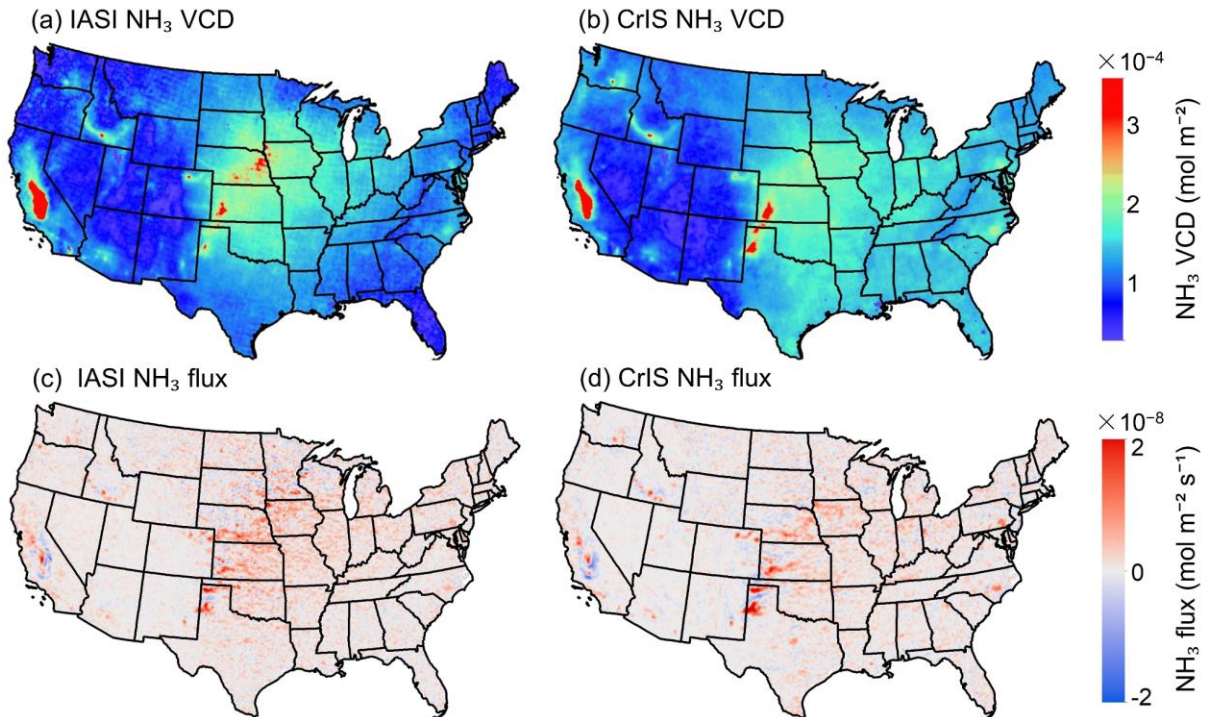 (a) IASI NH₃ VCD
(b) CrIS NH₃ VCD
×10⁻⁴
3
2
1
NH₃ VCD (mol m⁻²)
(c) IASI NH₃ flux
(d) CrIS NH₃ flux
×10⁻⁸
2
0
-2
NH₃ flux (mol m⁻² s⁻¹)